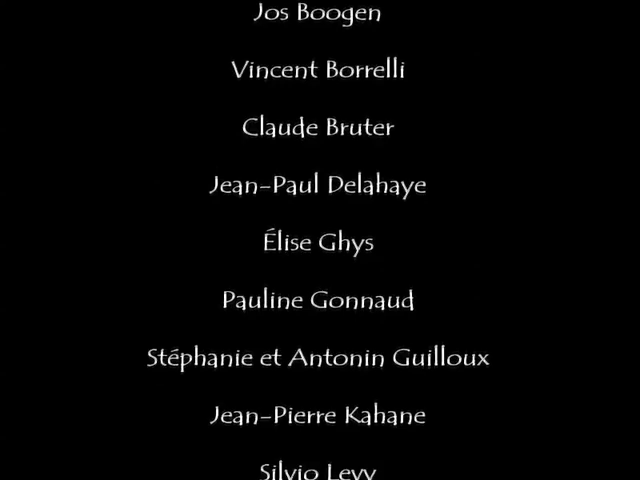 Jos Boogen
Vincent Borrelli
Claude Bruter
Jean-Paul Delahaye
Élise Ghys
Pauline Gonnaud
Stéphanie et Antonin Guilloux
Jean-Pierre Kahane
Silvio Levy